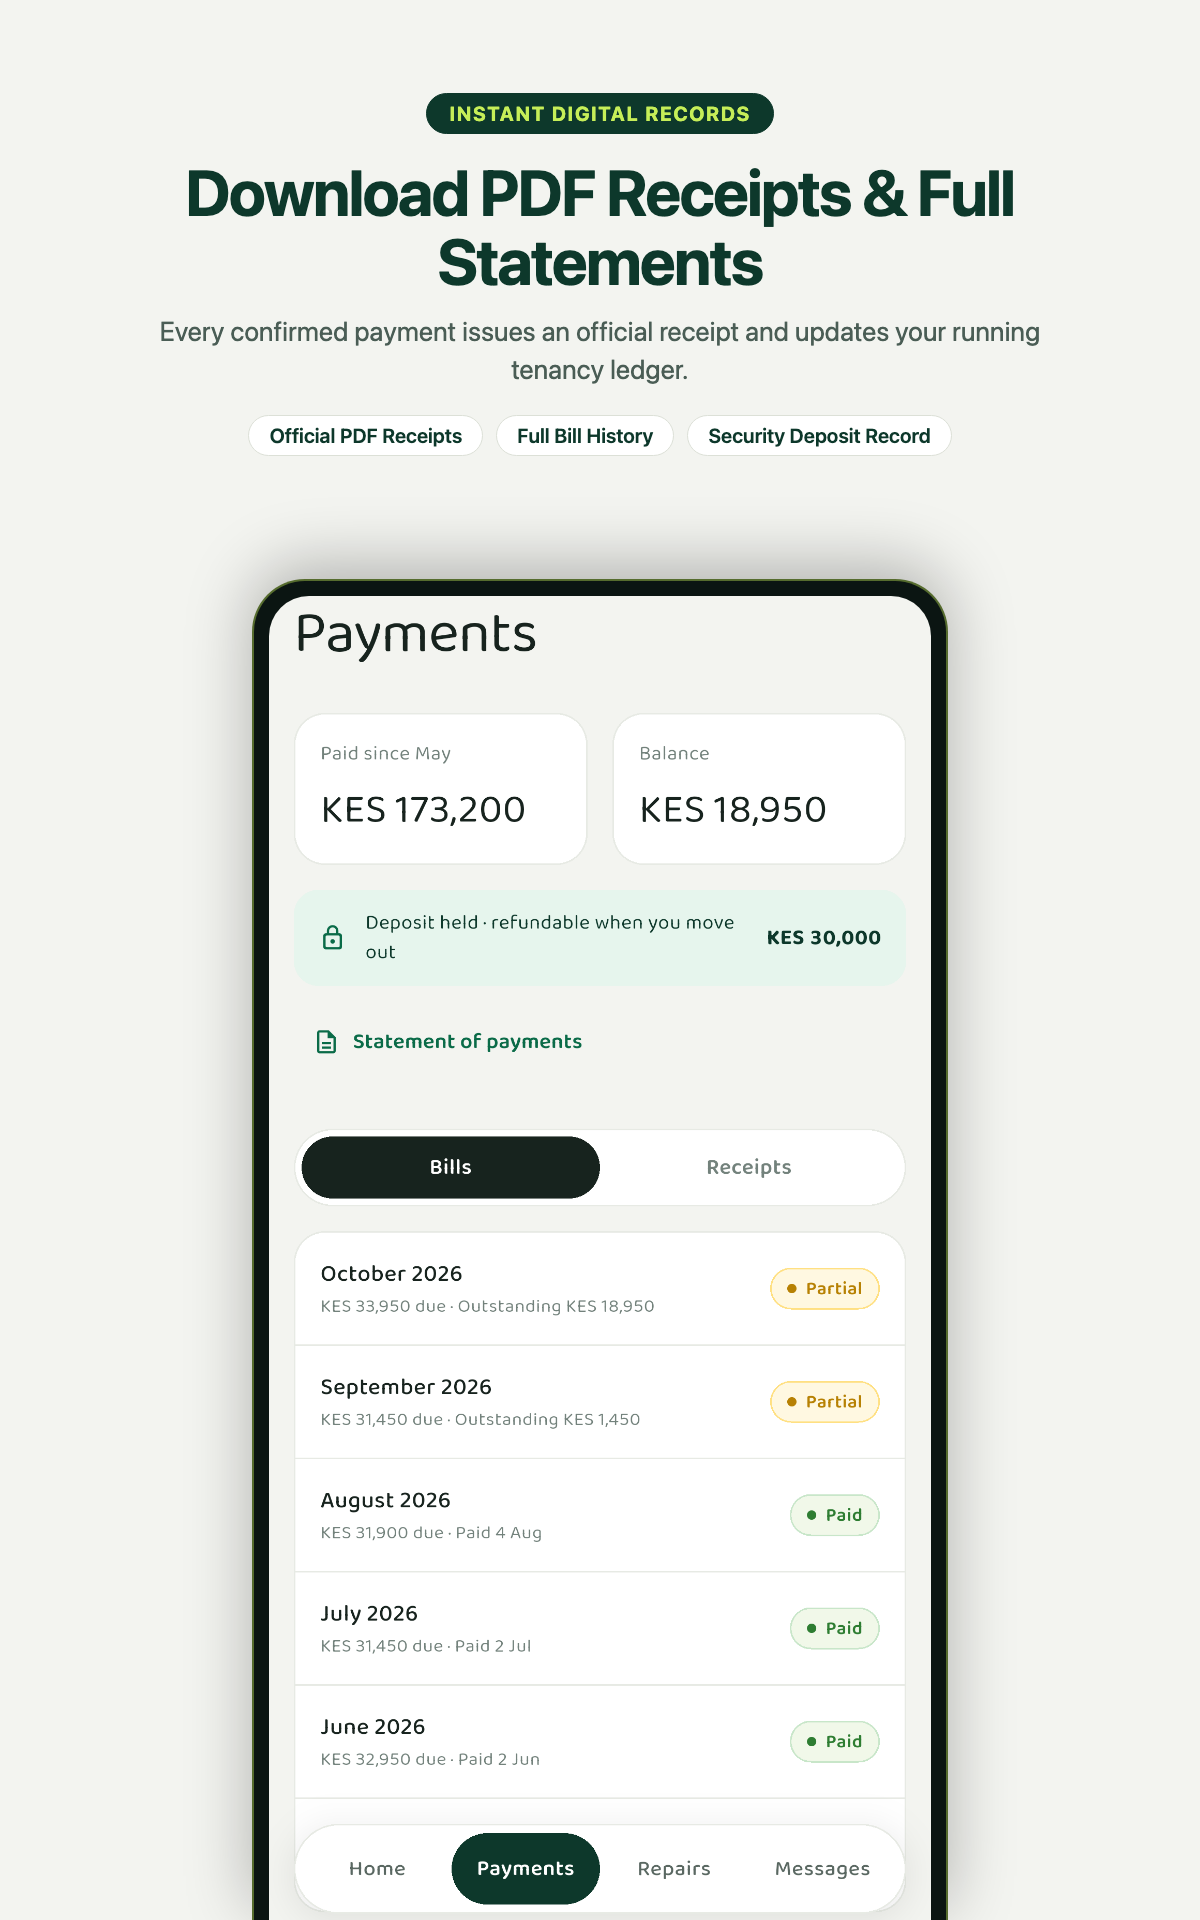 INSTANT DIGITAL RECORDS
Download PDF Receipts & Full
Statements
Every confirmed payment issues an official receipt and updates your running
tenancy ledger.
Official PDF Receipts
Full Bill History
Security Deposit Record
Payments
Paid since May
KES 173,200
Balance
KES 18,950
Deposit held · refundable when you move
out
KES 30,000
Statement of payments
Bills
Receipts
October 2026
KES 33,950 due · Outstanding KES 18,950
Partial
September 2026
KES 31,450 due · Outstanding KES 1,450
Partial
August 2026
KES 31,900 due · Paid 4 Aug
Paid
July 2026
KES 31,450 due · Paid 2 Jul
Paid
June 2026
KES 32,950 due · Paid 2 Jun
Paid
Home
Payments
Repairs
Messages